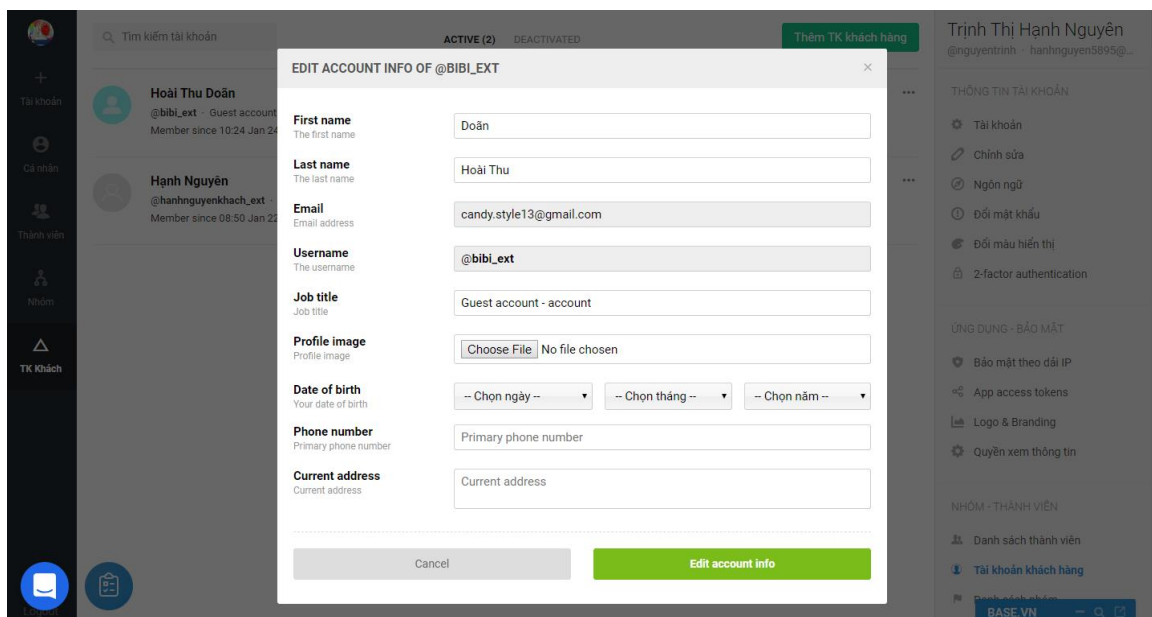 Tìm kiếm tài khoản
ACTIVE (2) DEACTIVATED
Thêm TK khách hàng
Tài khoản
Cá nhân
Thành viên
Nhóm
TK Khách
Logout
Hoài Thu Doãn
@bibi_ext · Guest account
Member since 10:24 Jan 24
Hạnh Nguyên
@hanhnguyenkhach_ext ·
Member since 08:50 Jan 22
EDIT ACCOUNT INFO OF @BIBI_EXT ×
First name
The first name
Doãn
Last name
The last name
Hoài Thu
Email
Email address
candy.style13@gmail.com
Username
The username
@bibi_ext
Job title
Job title
Guest account - account
Profile image
Profile image
Choose File No file chosen
Date of birth
Your date of birth
-- Chọn ngày -- -- Chọn tháng -- -- Chọn năm --
Phone number
Primary phone number
Primary phone number
Current address
Current address
Current address
Cancel
Edit account info
Trịnh Thị Hạnh Nguyên
@nguyentrinh · hanhnguyen5895@...
THÔNG TIN TÀI KHOẢN
Tài khoản
Chỉnh sửa
Ngôn ngữ
Đổi mật khẩu
Đổi màu hiển thị
2-factor authentication
ỨNG DỤNG - BẢO MẬT
Bảo mật theo dải IP
App access tokens
Logo & Branding
Quyền xem thông tin
NHÓM - THÀNH VIÊN
Danh sách thành viên
Tài khoản khách hàng
Danh sách nhóm
BASE.VN